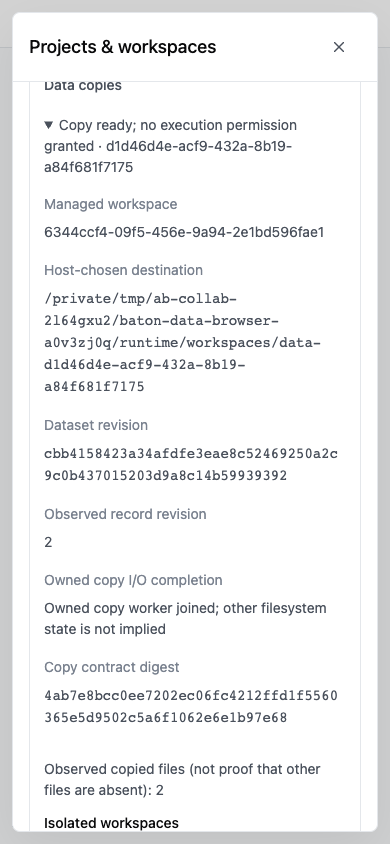 Projects & workspaces
Data copies
▼ Copy ready; no execution permission
granted · d1d46d4e-acf9-432a-8b19-
a84f681f7175
Managed workspace
6344ccf4-09f5-456e-9a94-2e1bd596fae1
Host-chosen destination
/private/tmp/ab-collab-
2l64gxu2/baton-data-browser-
a0v3zj0q/runtime/workspaces/data-
d1d46d4e-acf9-432a-8b19-
a84f681f7175
Dataset revision
cbb4158423a34afdfe3eae8c52469250a2c
9c0b437015203d9a8c14b59939392
Observed record revision
2
Owned copy I/O completion
Owned copy worker joined; other filesystem
state is not implied
Copy contract digest
4ab7e8bcc0ee7202ec06fc4212ffd1f5560
365e5d9502c5a6f1062e6e1b97e68
Observed copied files (not proof that other
files are absent): 2
Isolated workspaces